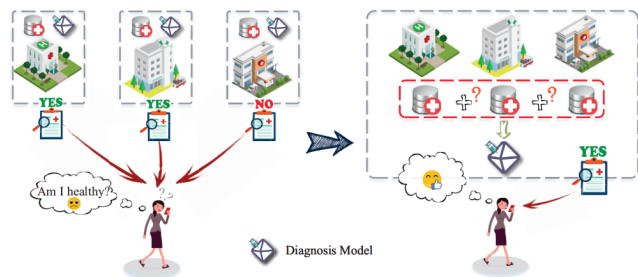 YES
YES
NO
YES
Am I healthy??
? ?
? ?
Diagnosis Model